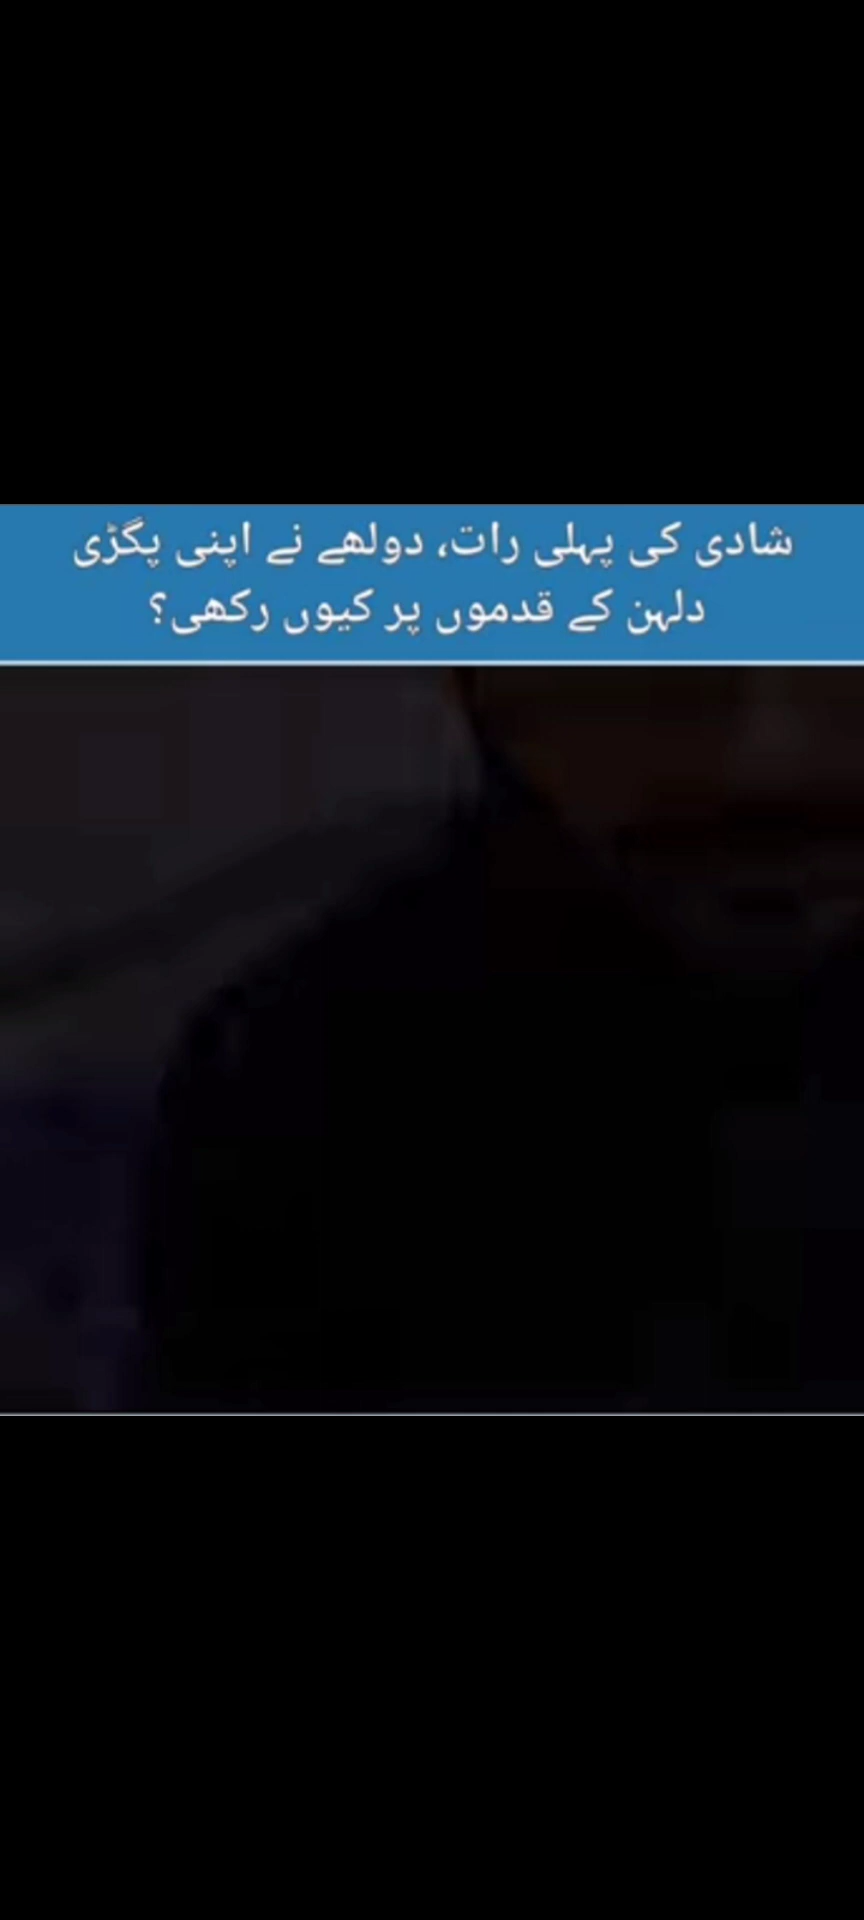 شادی کی پہلی رات، دولھے نے اپنی پگڑی
دلہن کے قدموں پر کیوں رکھی؟